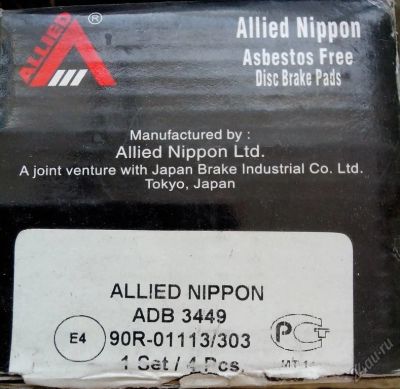 ALLIED
®
Allied Nippon
Asbestos Free
Disc Brake Pads
Manufactured by :
Allied Nippon Ltd.
A joint venture with Japan Brake Industrial Co. Ltd.
Tokyo, Japan
ALLIED NIPPON
ADB 3449
E4 90R-01113/303
1 Set / 4 Pcs.